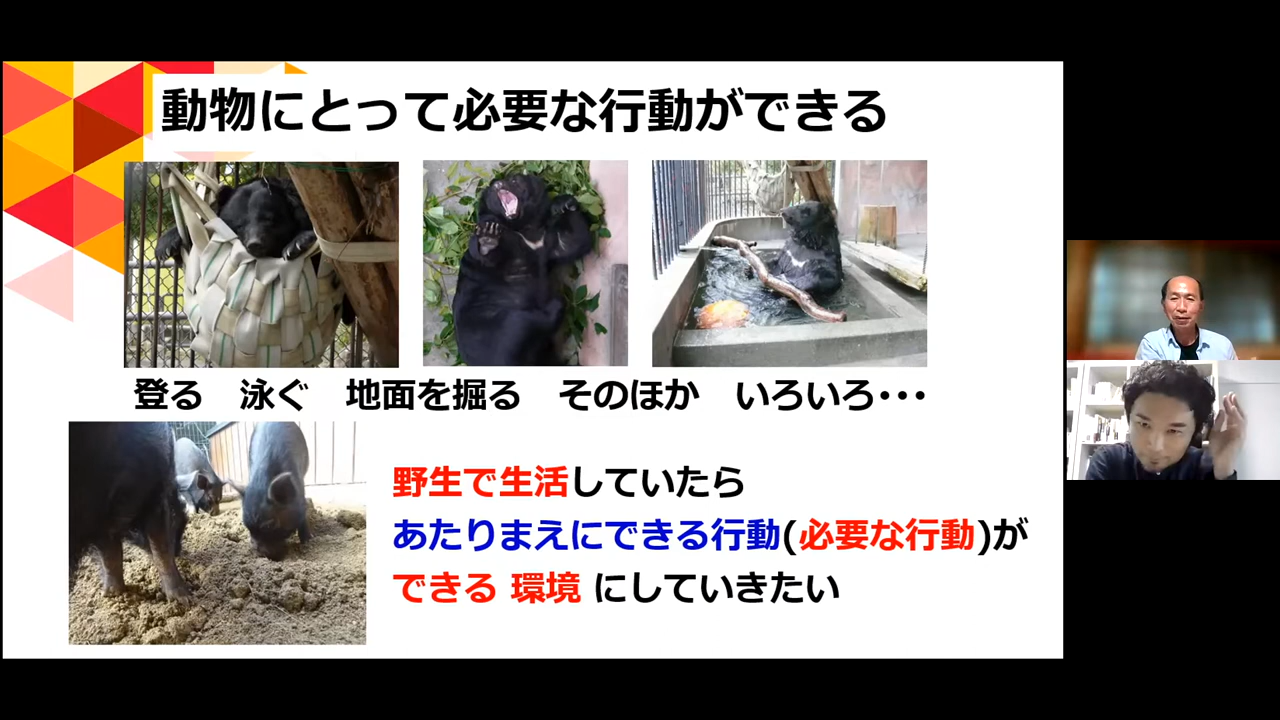 動物にとって必要な行動ができる
登る　泳ぐ　地面を掘る　そのほか　いろいろ・・・
野生で生活していたら
あたりまえにできる行動(必要な行動)が
できる 環境 にしていきたい